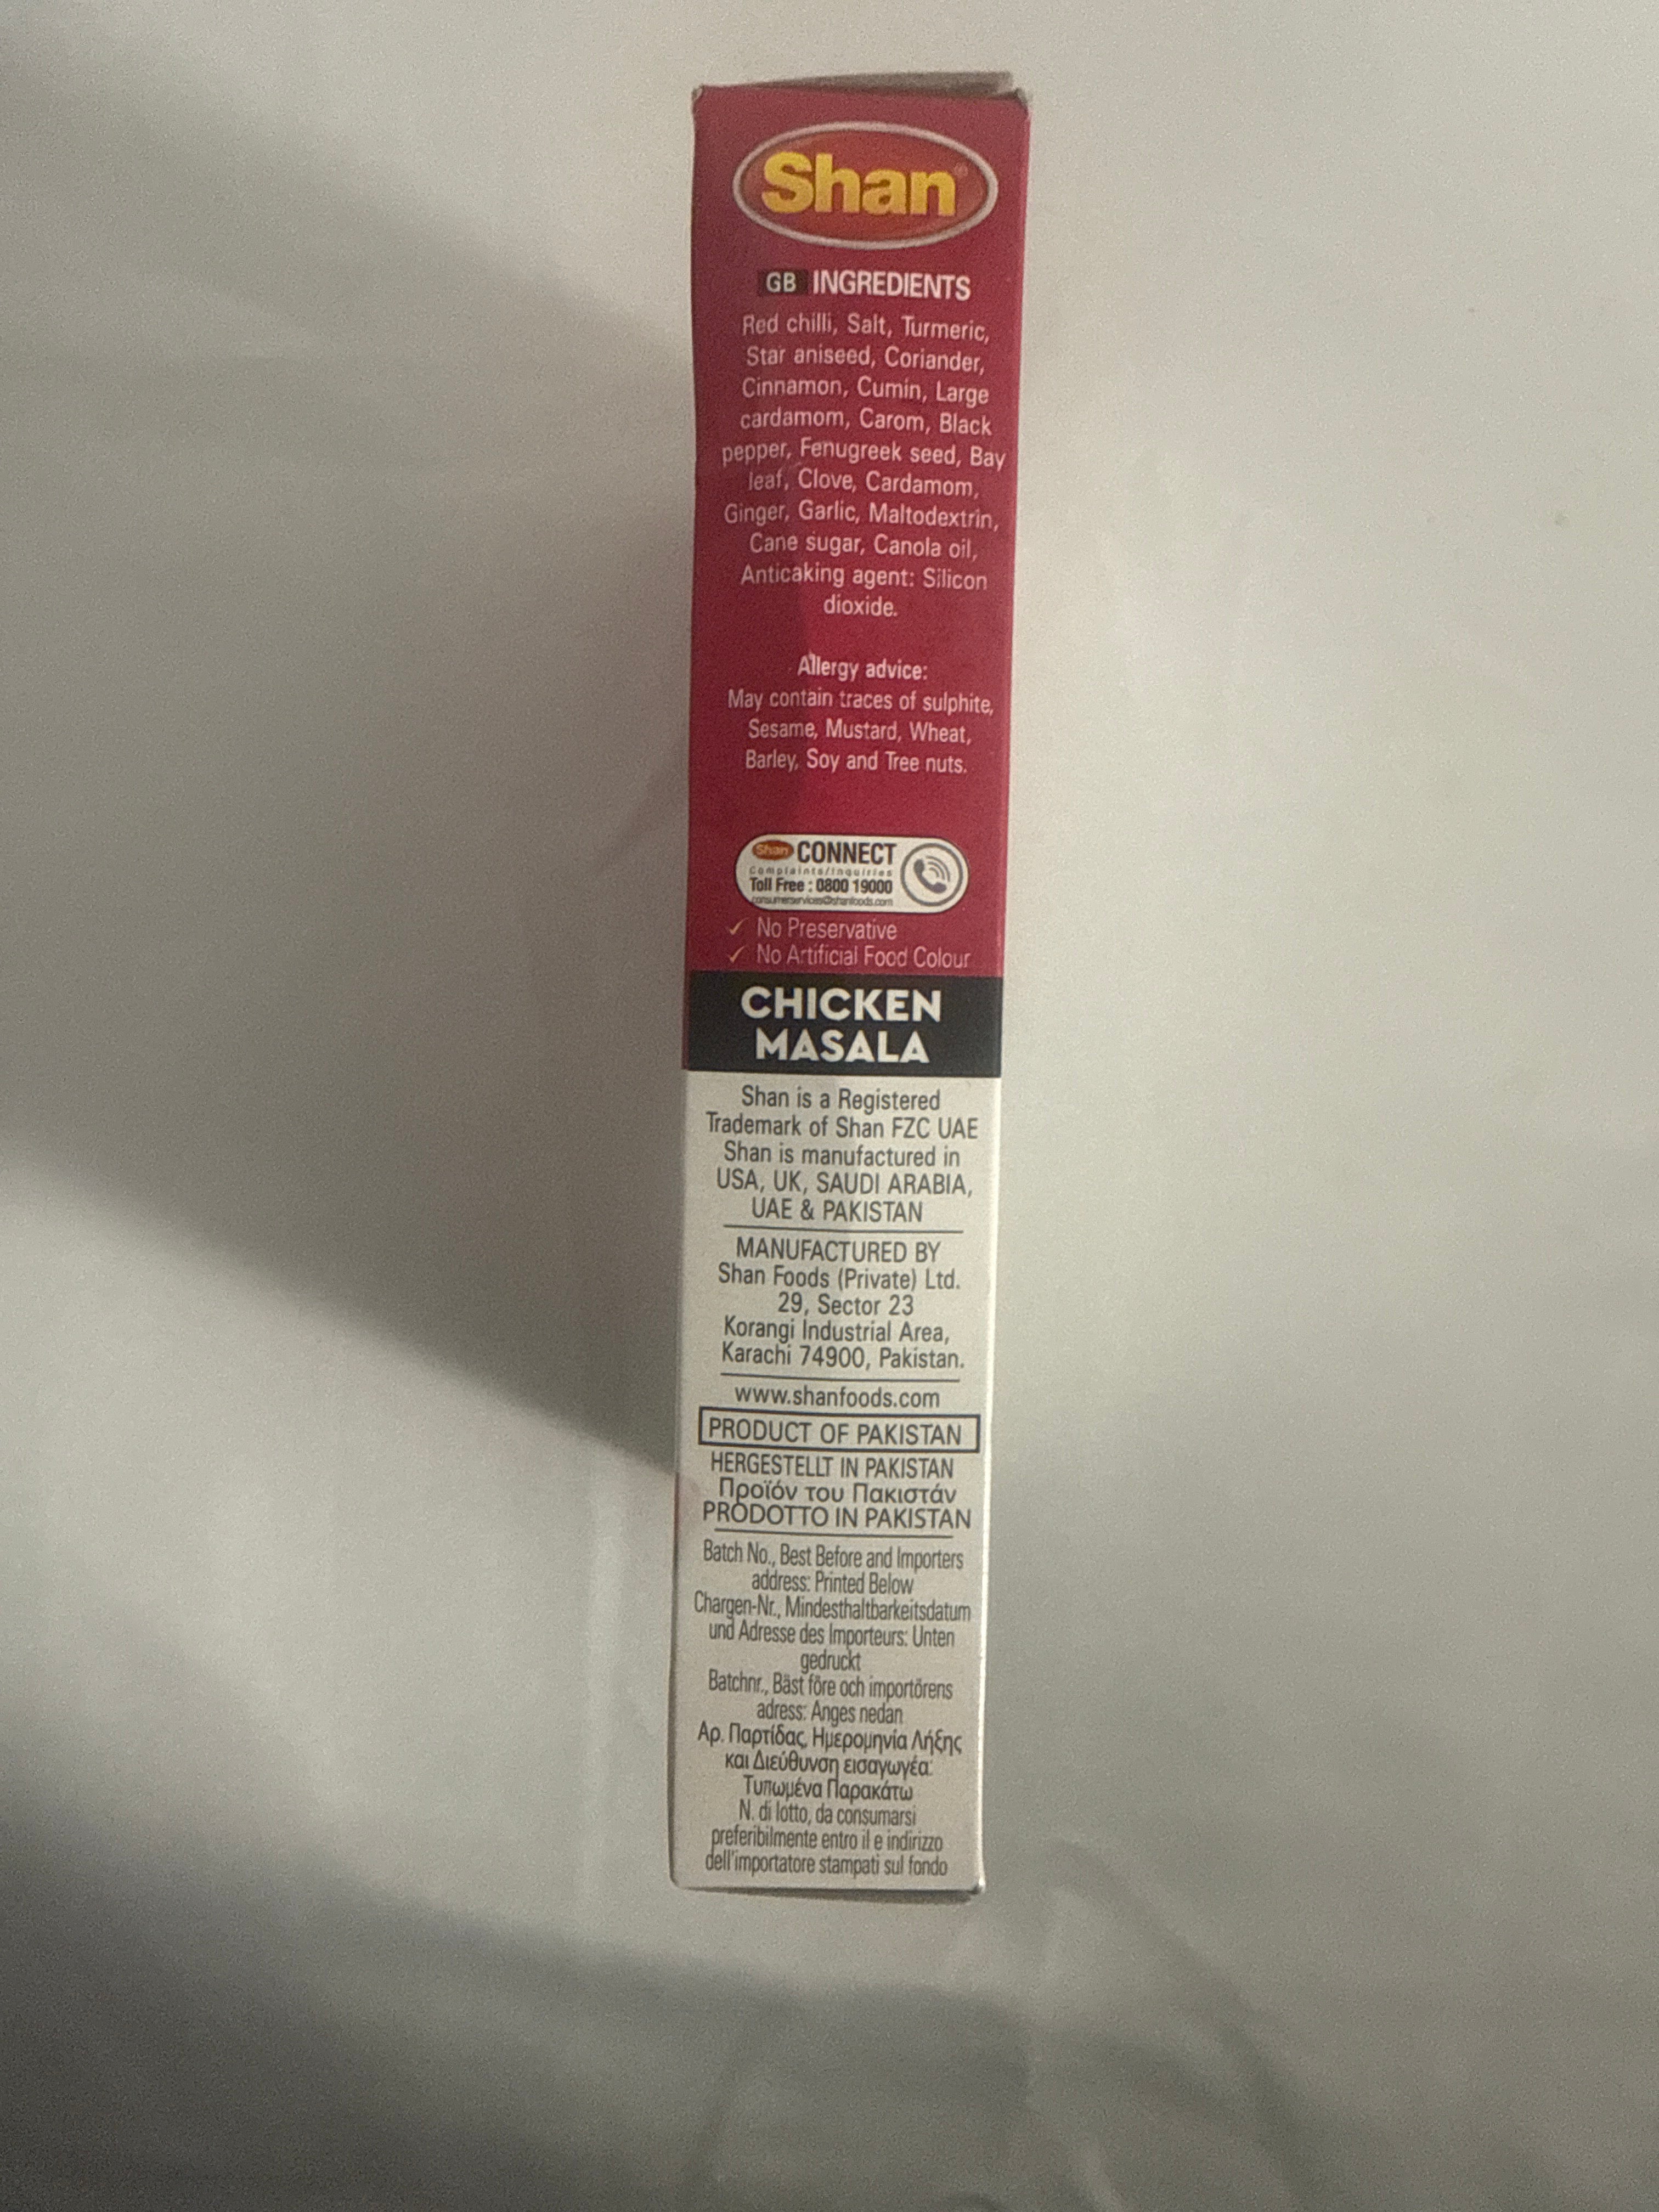 Shan
GB INGREDIENTS
Red chilli, Salt, Turmeric,
Star aniseed, Coriander,
Cinnamon, Cumin, Large
cardamom, Carom, Black
pepper, Fenugreek seed, Bay
leaf, Clove, Cardamom,
Ginger, Garlic, Maltodextrin,
Cane sugar, Canola oil,
Anticaking agent: Silicon
dioxide.
Allergy advice:
May contain traces of sulphite,
Sesame, Mustard, Wheat,
Barley, Soy and Tree nuts.
Shan CONNECT
Complaints/Inquiries
Toll Free : 0800 19000
consumerservices@shanfoods.com
✓ No Preservative
✓ No Artificial Food Colour
CHICKEN
MASALA
Shan is a Registered
Trademark of Shan FZC UAE
Shan is manufactured in
USA, UK, SAUDI ARABIA,
UAE & PAKISTAN
MANUFACTURED BY
Shan Foods (Private) Ltd.
29, Sector 23
Korangi Industrial Area,
Karachi 74900, Pakistan.
www.shanfoods.com
PRODUCT OF PAKISTAN
HERGESTELLT IN PAKISTAN
Προϊόν του Πακιστάν
PRODOTTO IN PAKISTAN
Batch No., Best Before and Importers
address: Printed Below
Chargen-Nr., Mindesthaltbarkeitsdatum
und Adresse des Importeurs: Unten
gedruckt
Batchnr., Bäst före och importörens
adress: Anges nedan
Αρ. Παρτίδας, Ημερομηνία Λήξης
και Διεύθυνση εισαγωγέα:
Τυπωμένα Παρακάτω
N. di lotto, da consumarsi
preferibilmente entro il e indirizzo
dell'importatore stampati sul fondo